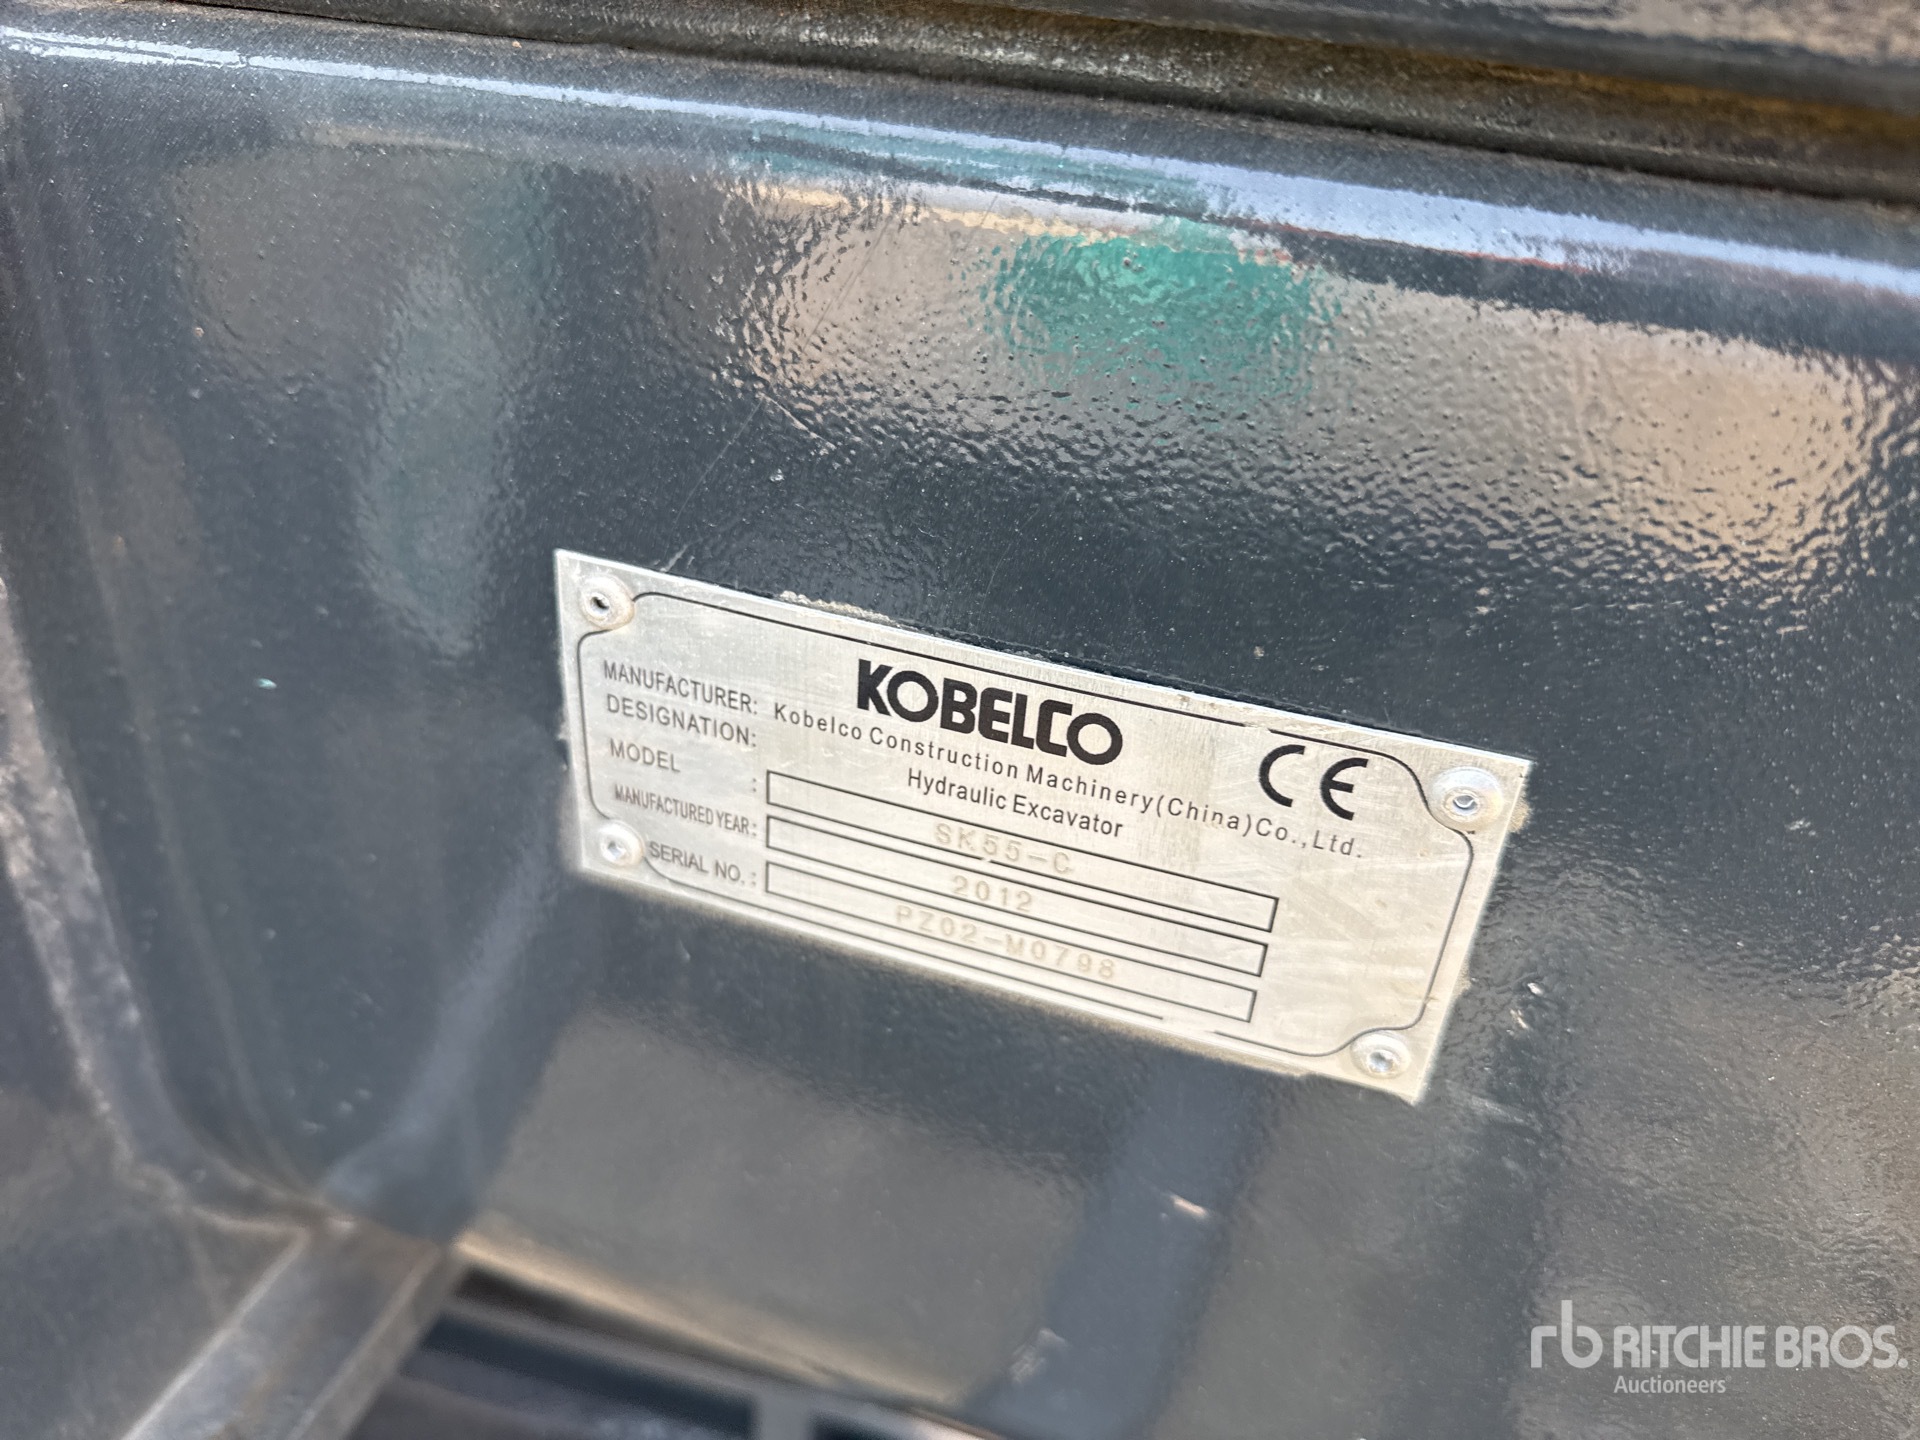 KOBELCO
MANUFACTURER: Kobelco Construction Machinery(China)Co.,Ltd.
DESIGNATION: Hydraulic Excavator
CE
MODEL : SK55-C
MANUFACTURED YEAR: 2012
SERIAL NO.: PZ02-M0798
rb RITCHIE BROS.
Auctioneers